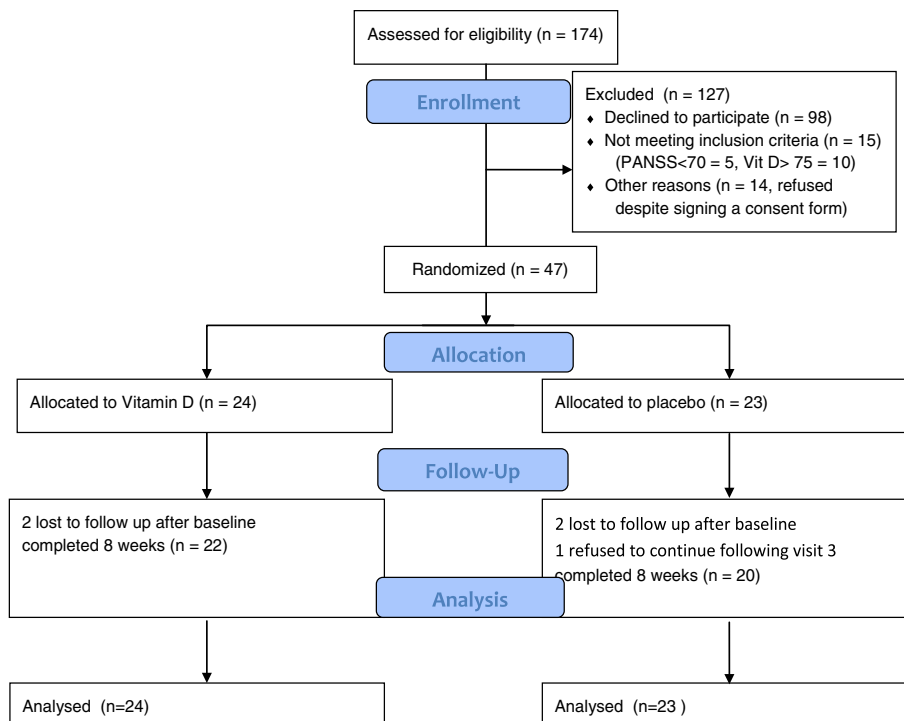 Assessed for eligibility (n = 174)
Enrollment
Excluded (n = 127)
♦ Declined to participate (n = 98)
♦ Not meeting inclusion criteria (n = 15)
(PANSS<70 = 5, Vit D> 75 = 10)
♦ Other reasons (n = 14, refused
despite signing a consent form)
Randomized (n = 47)
Allocation
Allocated to Vitamin D (n = 24)
Allocated to placebo (n = 23)
Follow-Up
2 lost to follow up after baseline
completed 8 weeks (n = 22)
2 lost to follow up after baseline
1 refused to continue following visit 3
completed 8 weeks (n = 20)
Analysis
Analysed (n=24)
Analysed (n=23 )